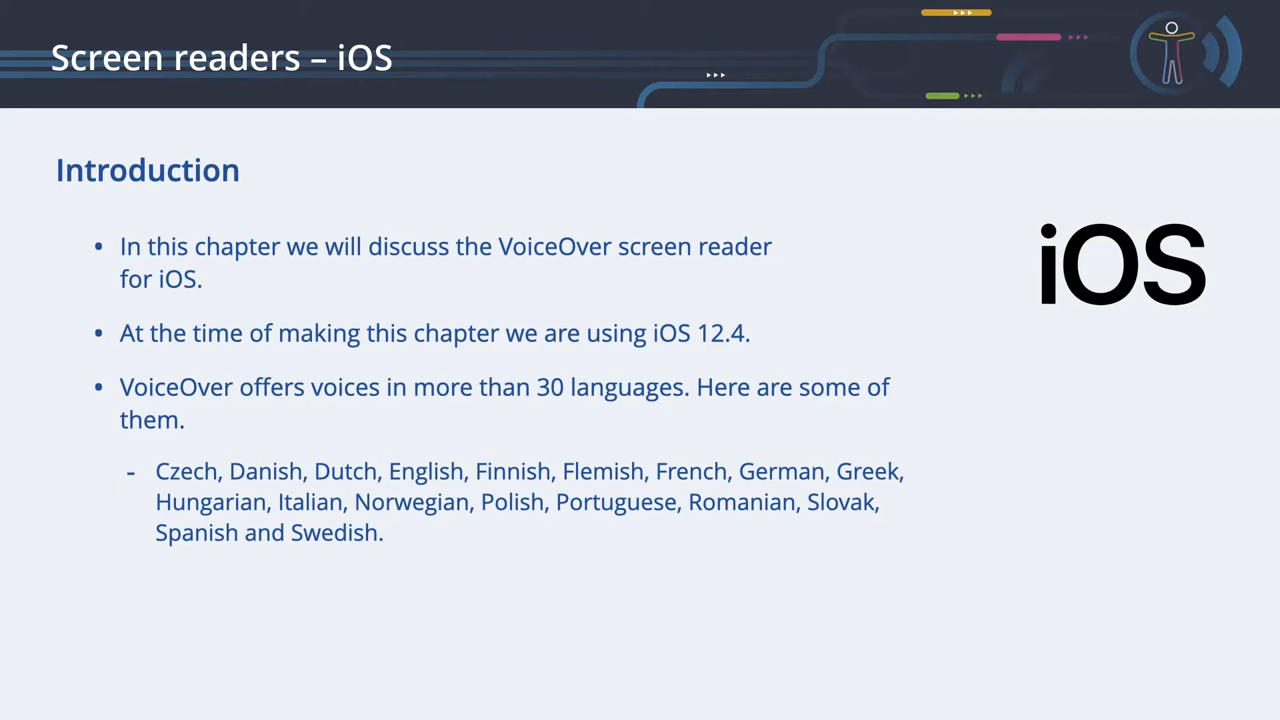 Screen readers – iOS
Introduction
• In this chapter we will discuss the VoiceOver screen reader
for iOS.
• At the time of making this chapter we are using iOS 12.4.
• VoiceOver offers voices in more than 30 languages. Here are some of
them.
- Czech, Danish, Dutch, English, Finnish, Flemish, French, German, Greek,
Hungarian, Italian, Norwegian, Polish, Portuguese, Romanian, Slovak,
Spanish and Swedish.
iOS